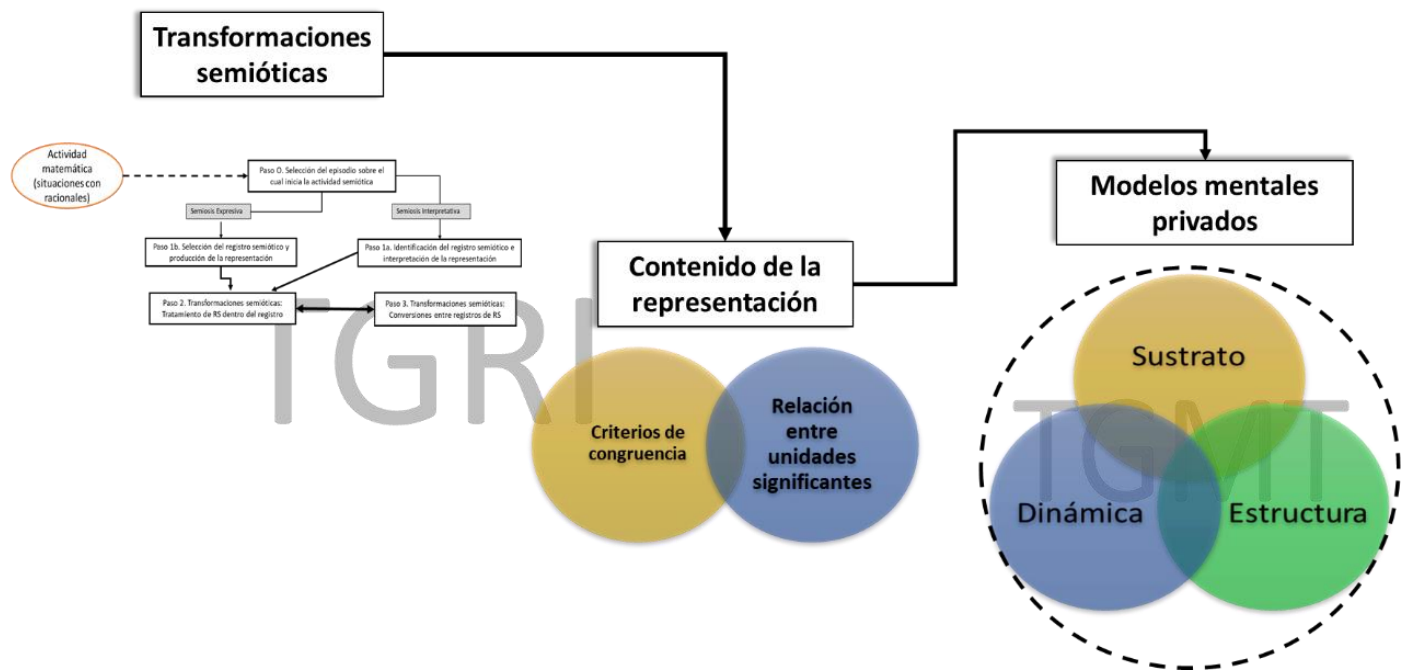 Transformaciones
semióticas
Actividad
matemática
(situaciones con
racionales)
Paso O. Selección del episodio sobre el
cual inicia la actividad semiótica
Semiosis Expresiva
Semiosis Interpretativa
Paso 1b. Selección del registro semiótico y
producción de la representación
Paso 1a. Identificación del registro semiótico e
interpretación de la representación
Paso 2. Transformaciones semióticas:
Tratamiento de RS dentro del registro
Paso 3. Transformaciones semióticas:
Conversiones entre registros de RS
TGRI
Contenido de la
representación
Criterios de
congruencia
Relación
entre
unidades
significantes
Modelos mentales
privados
Sustrato
TGMT
Dinámica
Estructura